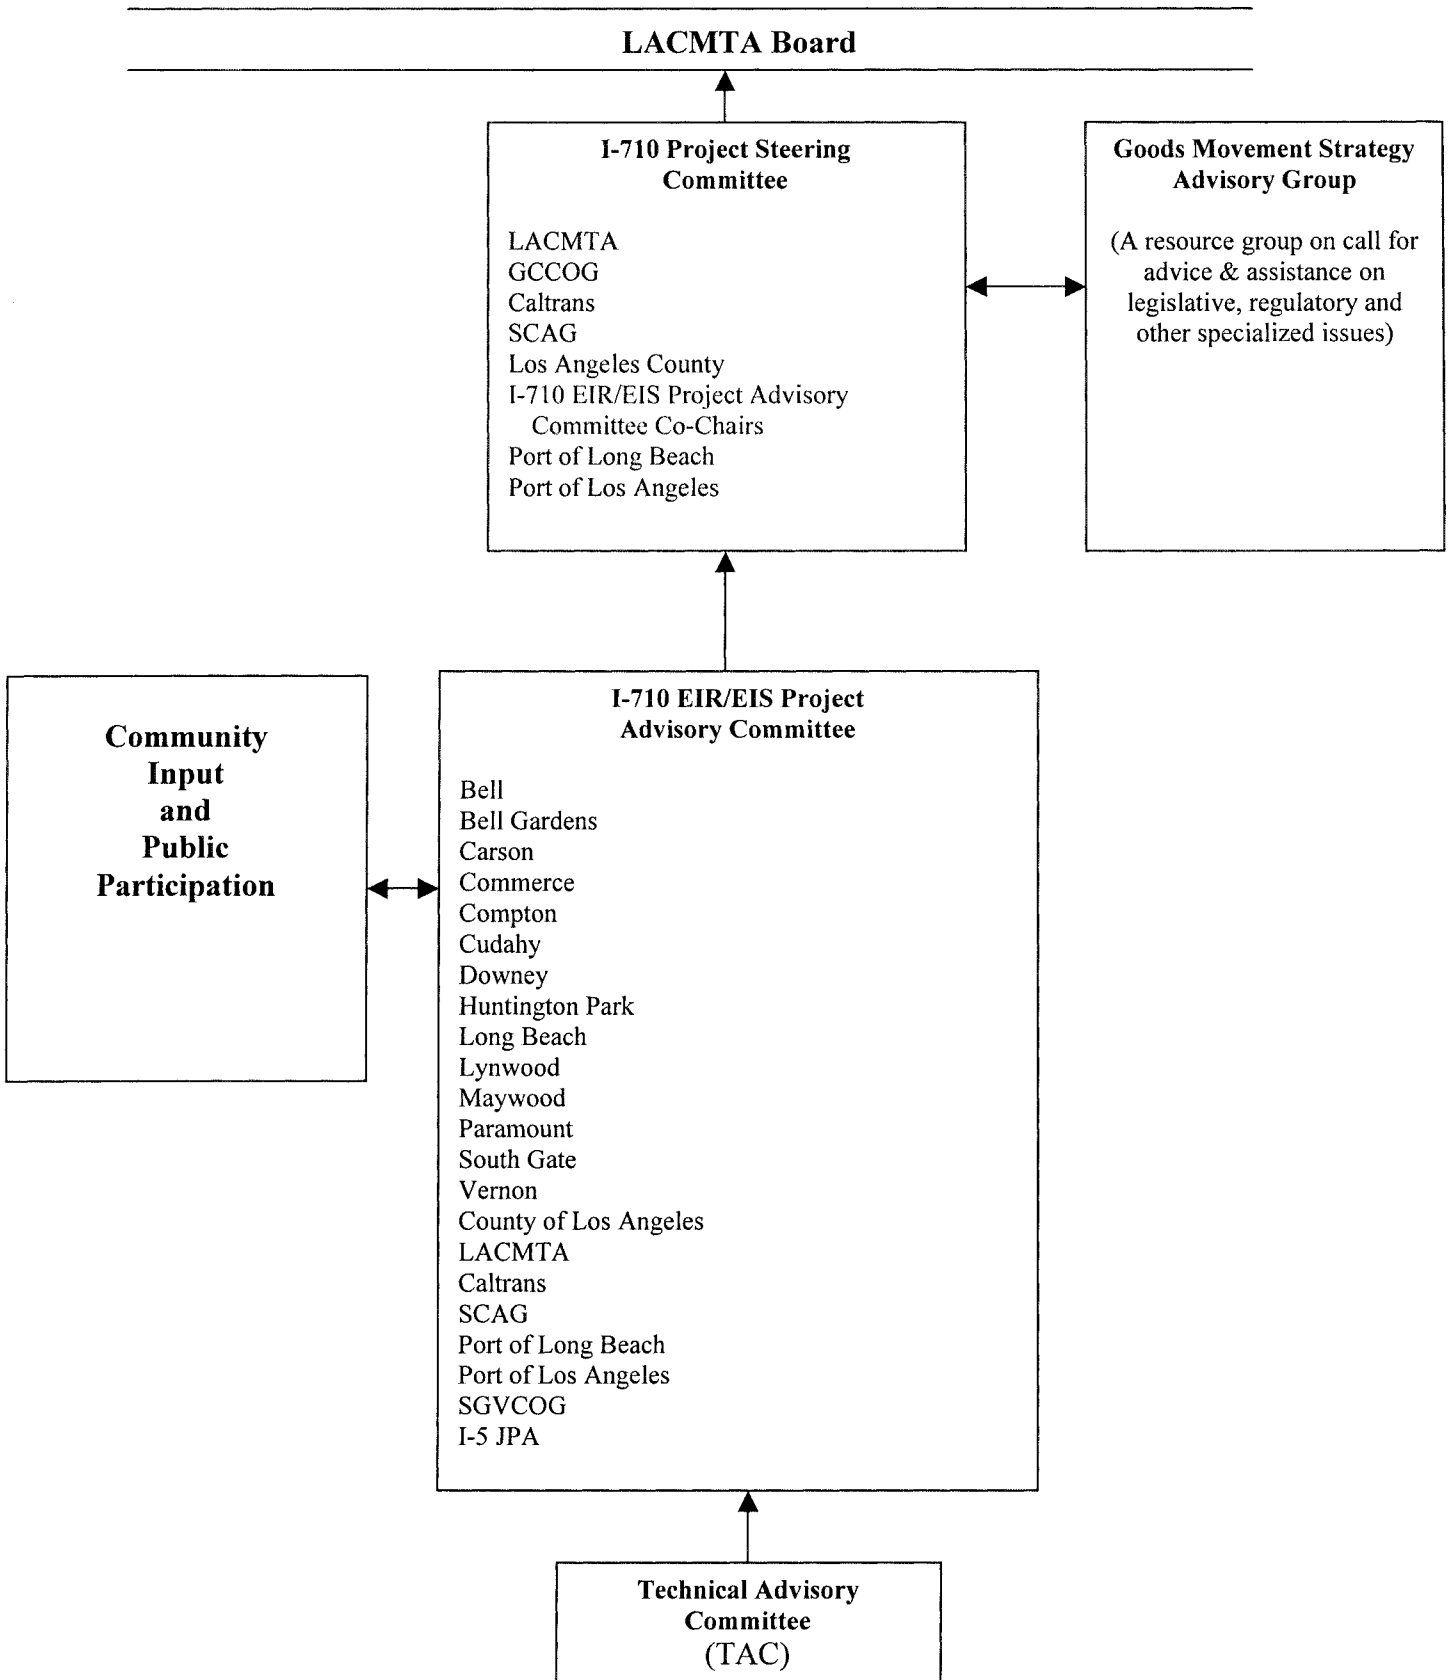 LACMTA Board
I-710 Project Steering
Committee
LACMTA
GCCOG
Caltrans
SCAG
Los Angeles County
I-710 EIR/EIS Project Advisory
Committee Co-Chairs
Port of Long Beach
Port of Los Angeles
Goods Movement Strategy
Advisory Group
(A resource group on call for
advice & assistance on
legislative, regulatory and
other specialized issues)
Community
Input
and
Public
Participation
I-710 EIR/EIS Project
Advisory Committee
Bell
Bell Gardens
Carson
Commerce
Compton
Cudahy
Downey
Huntington Park
Long Beach
Lynwood
Maywood
Paramount
South Gate
Vernon
County of Los Angeles
LACMTA
Caltrans
SCAG
Port of Long Beach
Port of Los Angeles
SGVCOG
I-5 JPA
Technical Advisory
Committee
(TAC)